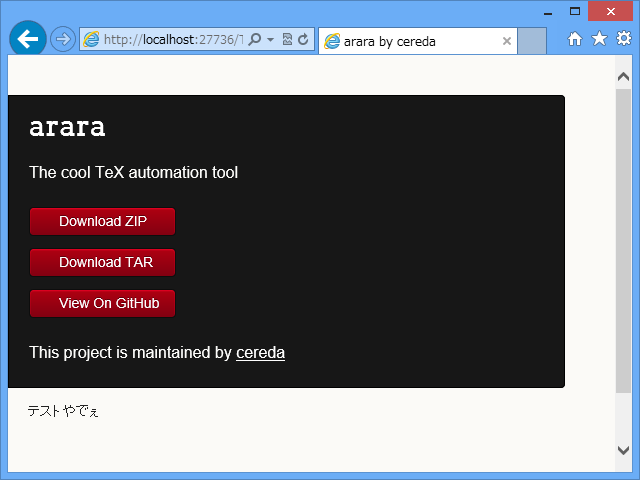 http://localhost:27736/
arara by cereda
arara
The cool TeX automation tool
Download ZIP
Download TAR
View On GitHub
This project is maintained by cereda
テストやでぇ